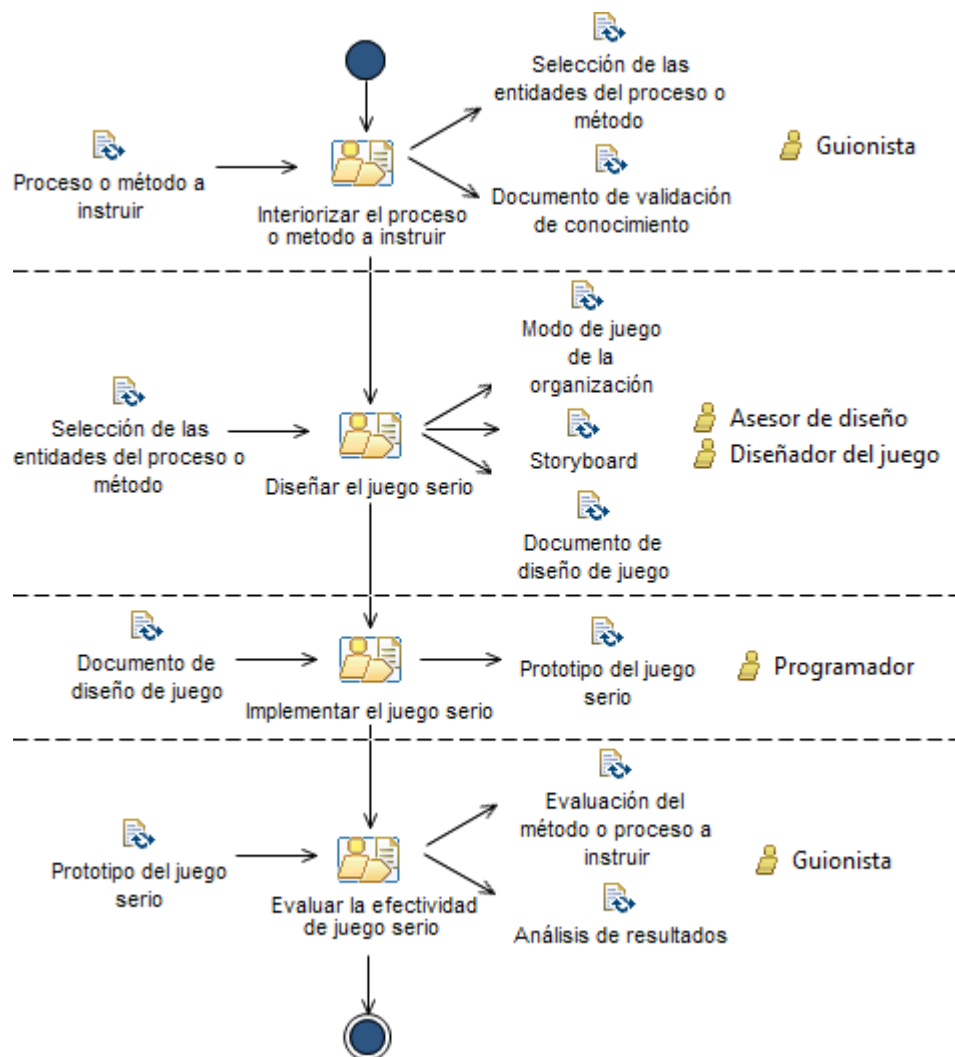 Selección de las
entidades del proceso o
método
Guionista
Proceso o método a
instruir
Documento de validación
de conocimiento
Interiorizar el proceso
o metodo a instruir
Modo de juego
de la
organización
Selección de las
entidades del proceso o
método
Asesor de diseño
Storyboard
Diseñador del juego
Diseñar el juego serio
Documento de
diseño de juego
Documento de
diseño de juego
Prototipo del juego
serio
Programador
Implementar el juego serio
Evaluación del
método o proceso a
instruir
Prototipo del juego
serio
Guionista
Evaluar la efectividad
de juego serio
Análisis de resultados